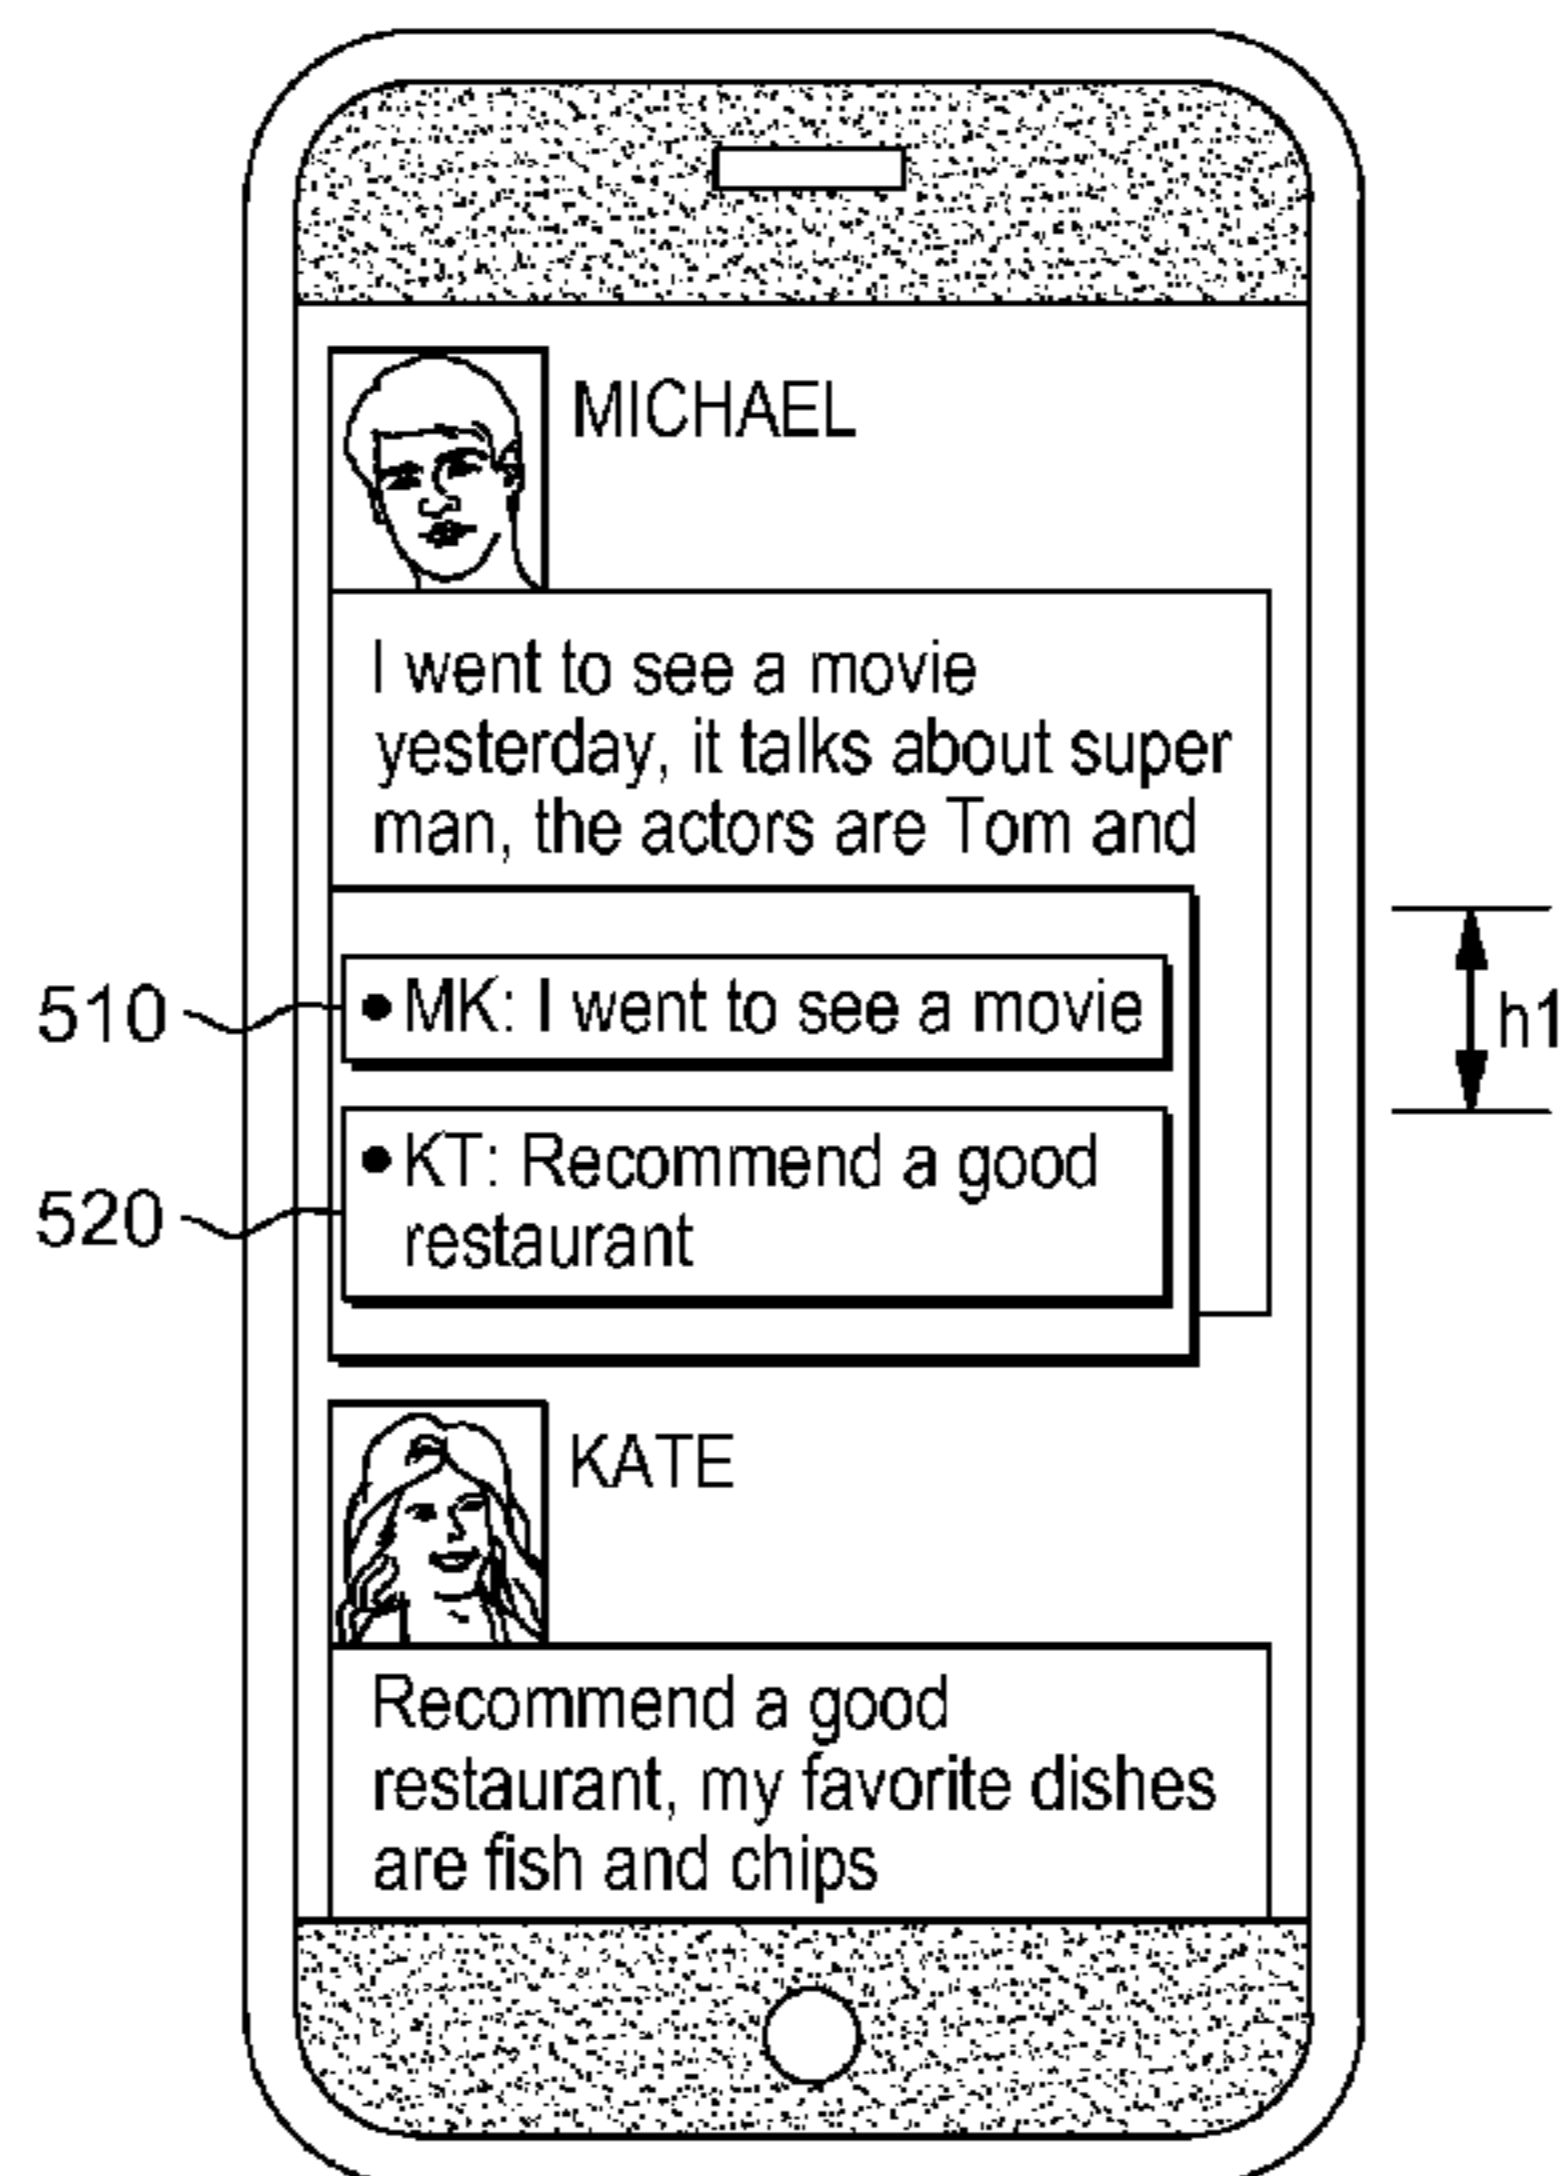 MICHAEL
I went to see a movie
yesterday, it talks about super
man, the actors are Tom and
510
● MK: I went to see a movie
h1
520
● KT: Recommend a good
restaurant
KATE
Recommend a good
restaurant, my favorite dishes
are fish and chips